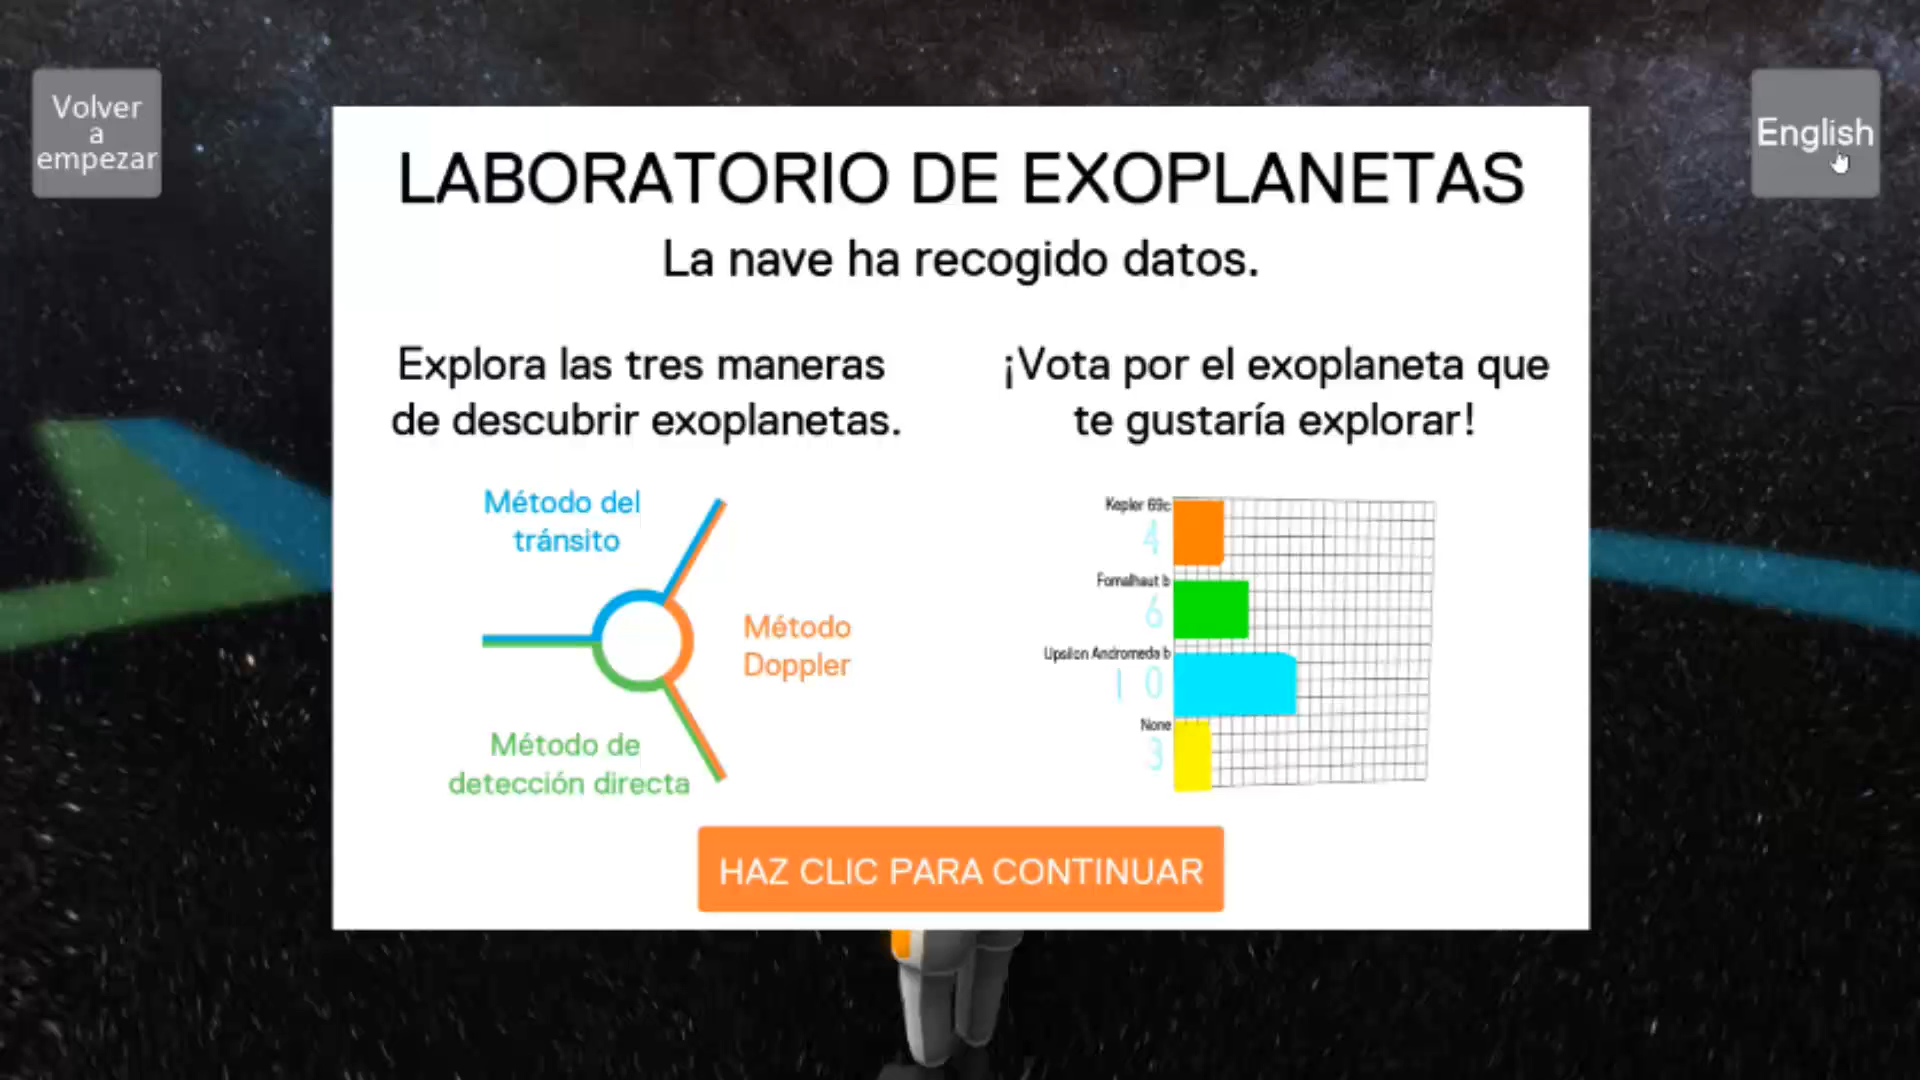 Volver
a
empezar
English
LABORATORIO DE EXOPLANETAS
La nave ha recogido datos.
Explora las tres maneras
de descubrir exoplanetas.
Método del
tránsito
Método
Doppler
Método de
detección directa
¡Vota por el exoplaneta que
te gustaría explorar!
Kepler 69c
4
Fomalhaut b
6
Upsilon Andromeda b
10
None
3
HAZ CLIC PARA CONTINUAR